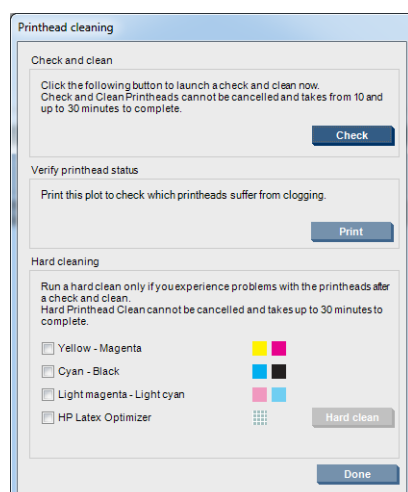 Printhead cleaning
Check and clean
Click the following button to launch a check and clean now.
Check and Clean Printheads cannot be cancelled and takes from 10 and
up to 30 minutes to complete.
Check
Verify printhead status
Print this plot to check which printheads suffer from clogging.
Print
Hard cleaning
Run a hard clean only if you experience problems with the printheads after
a check and clean.
Hard Printhead Clean cannot be cancelled and takes up to 30 minutes to
complete.
Yellow - Magenta
Cyan - Black
Light magenta - Light cyan
HP Latex Optimizer
Hard clean
Done